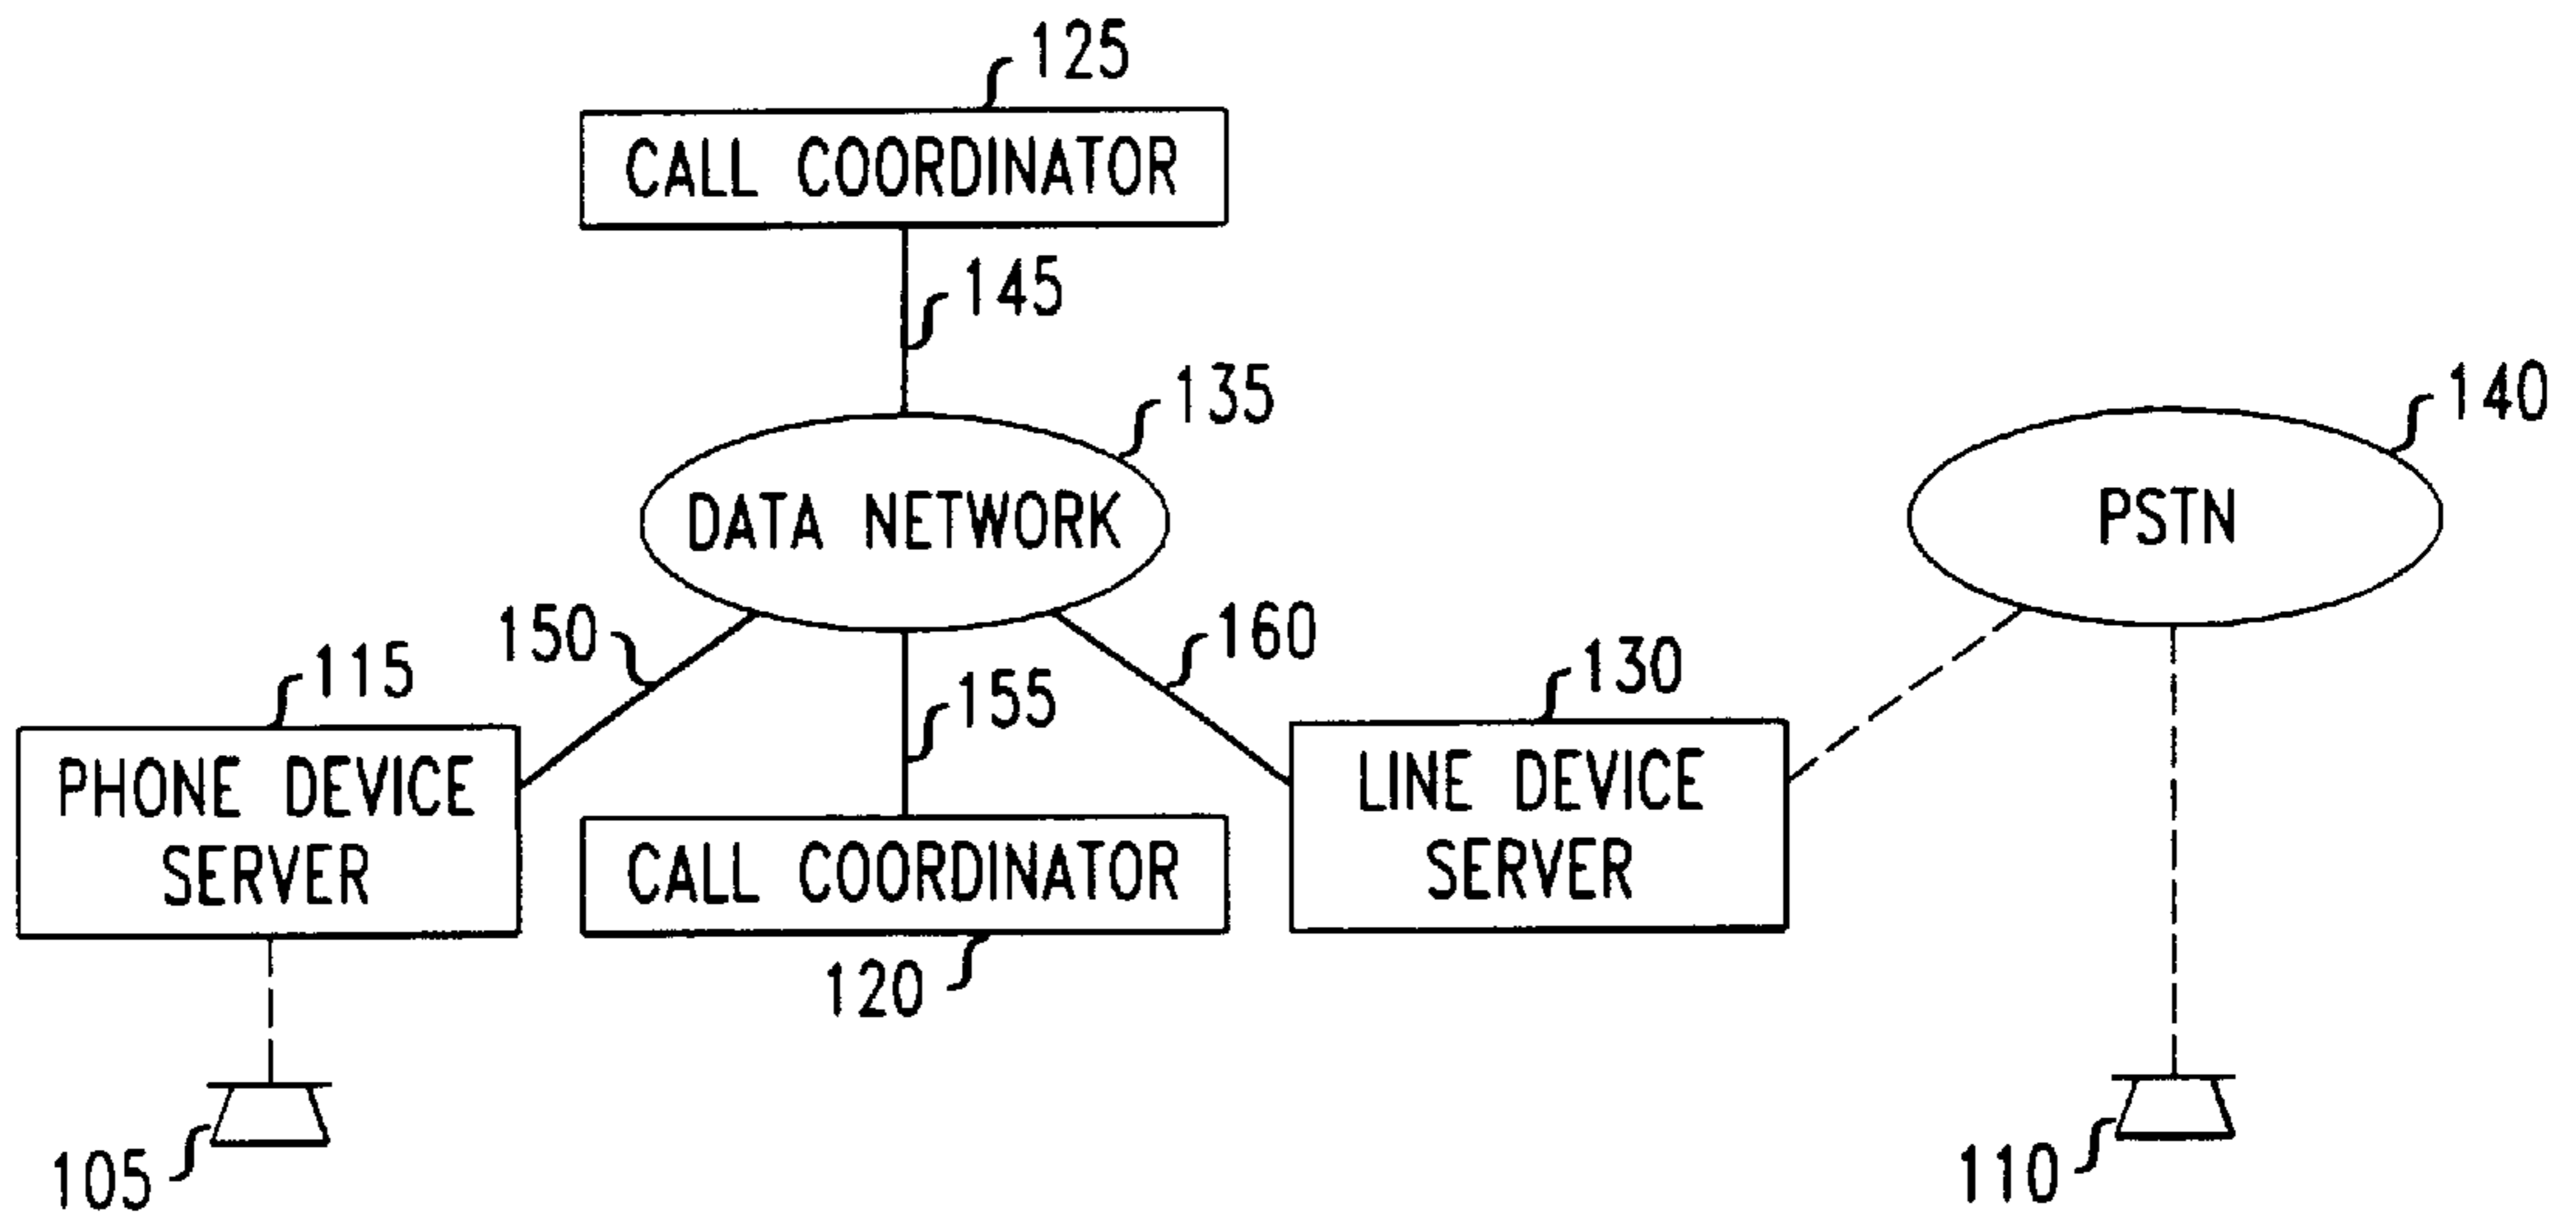 125
CALL COORDINATOR
145
135
140
DATA NETWORK
PSTN
150
160
115
155
130
PHONE DEVICE
SERVER
CALL COORDINATOR
LINE DEVICE
SERVER
120
105
110